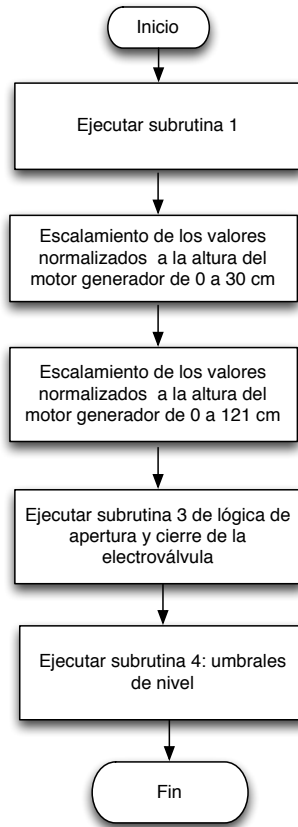 Inicio
Ejecutar subrutina 1
Escalamiento de los valores
normalizados a la altura del
motor generador de 0 a 30 cm
Escalamiento de los valores
normalizados a la altura del
motor generador de 0 a 121 cm
Ejecutar subrutina 3 de lógica de
apertura y cierre de la
electroválvula
Ejecutar subrutina 4: umbrales
de nivel
Fin